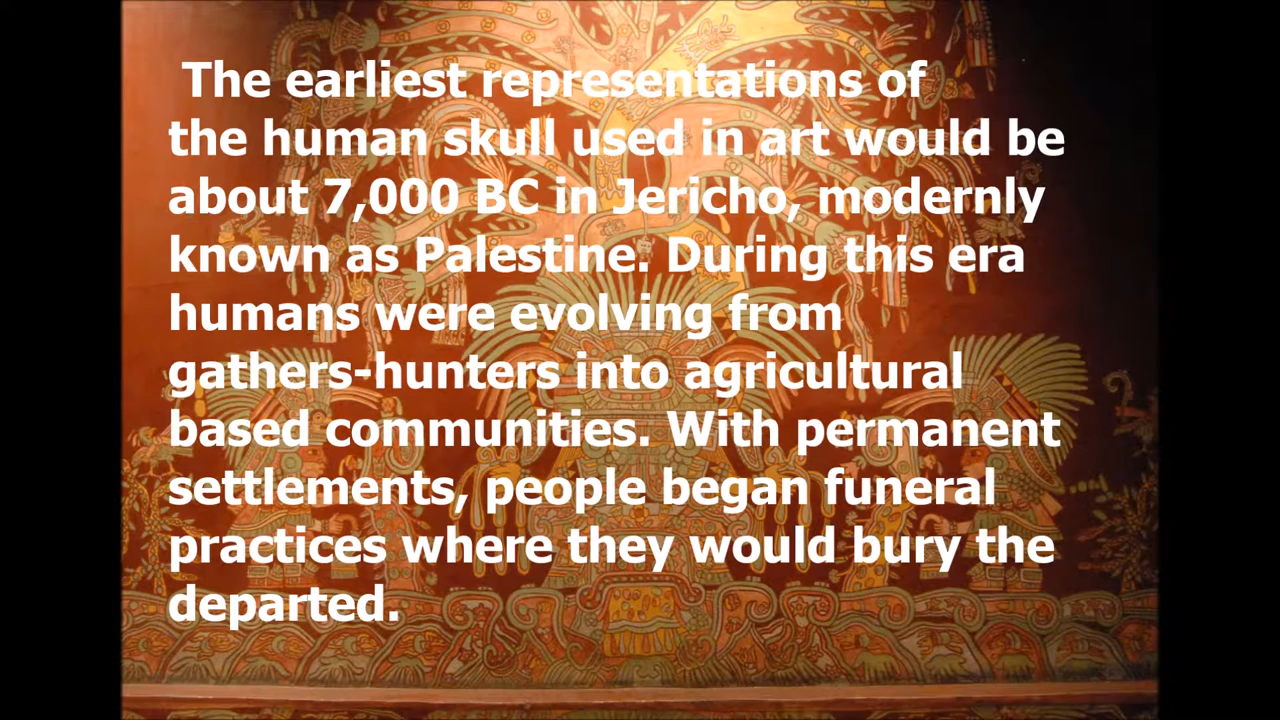 The earliest representations of
the human skull used in art would be
about 7,000 BC in Jericho, modernly
known as Palestine. During this era
humans were evolving from
gathers-hunters into agricultural
based communities. With permanent
settlements, people began funeral
practices where they would bury the
departed.